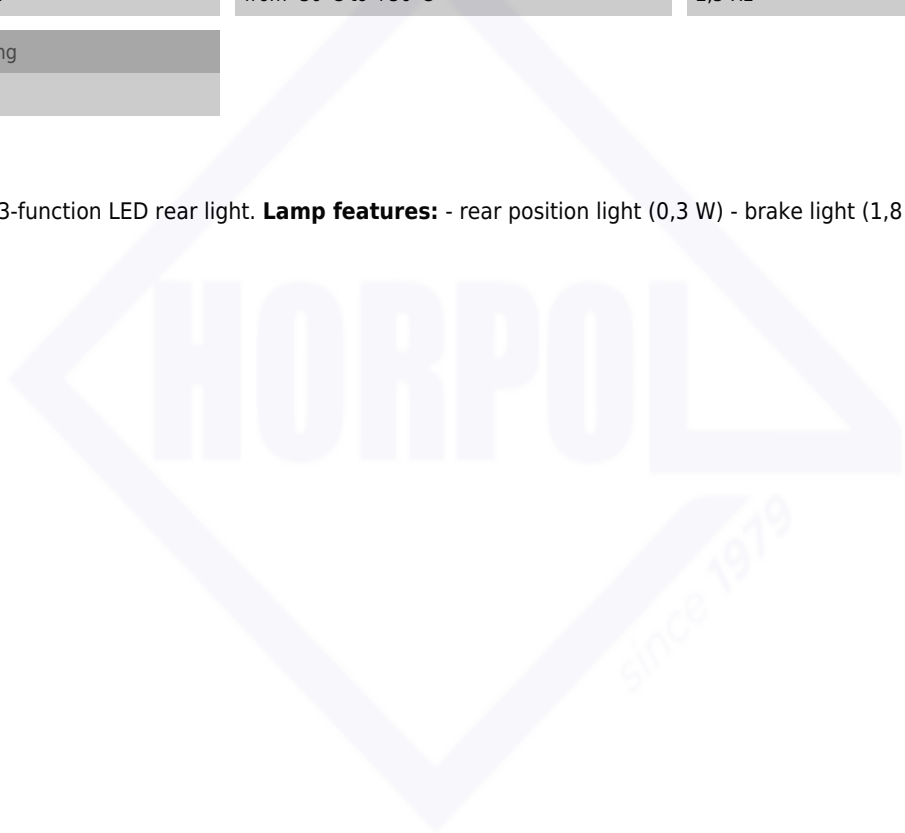 ng
3-function LED rear light. Lamp features: - rear position light (0,3 W) - brake light (1,8
HORPOL
since 1979